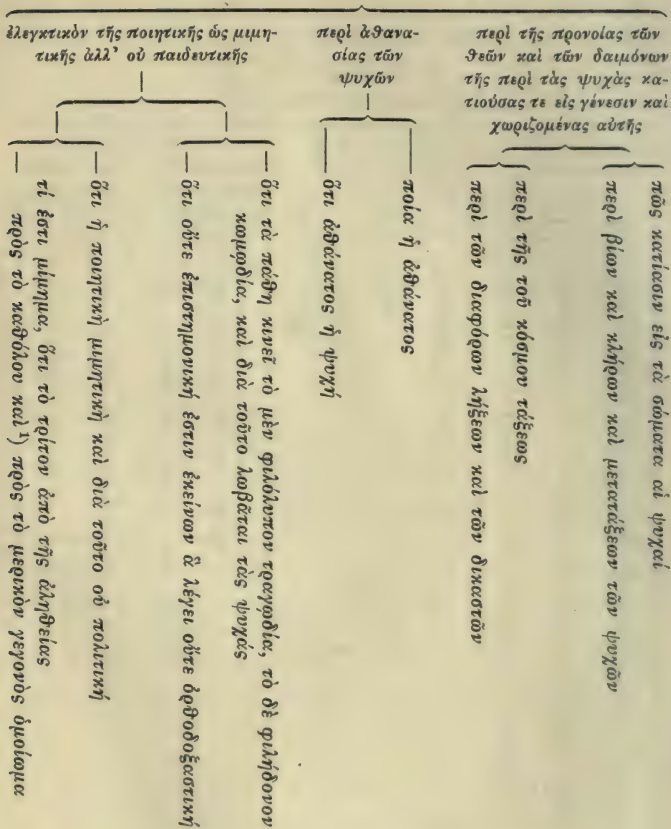 ἐλεγκτικὸν τῆς ποιητικῆς ὡς μιμη-
τικῆς ἀλλ’ οὐ παιδευτικῆς
περὶ ἀθανα-
σίας τῶν
ψυχῶν
περὶ τῆς προνοίας τῶν
θεῶν καὶ τῶν δαιμόνων
τῆς περὶ τὰς ψυχὰς κα-
τιούσας τε εἰς γένεσιν καὶ
χωριζομένας αὐτῆς
τί ἐστι μίμημα, ὅτι τὸ τρίτον ἀπὸ τῆς ἀληθείας
πρὸς τὸ καθόλου καὶ¹) πρὸς τὸ μερικὸν γεγονὸς ὁμοίωμα
ὅτι ἡ ποιητικὴ μιμητικὴ καὶ διὰ τοῦτο οὐ πολιτική
ὅτι οὔτε ἐπιστημονική ἐστιν ἐκείνων ἃ λέγει οὔτε ὀρθοδοξαστική
ὅτι τὰ πάθη κινεῖ τὸ μὲν φιλόλυπον τραγῳδία, τὸ δὲ φιλήδονον
κωμῳδία, καὶ διὰ τοῦτο λωβᾶται τὰς ψυχάς
ὅτι ἀθάνατος ἡ ψυχή
ποία ἡ ἀθάνατος
περὶ τῶν διαφόρων λήξεων καὶ τῶν δικαστῶν
περὶ τῆς τοῦ κόσμου τάξεως
περὶ βίων καὶ κλήρων καὶ μετατάξεων τῶν ψυχῶν
πῶς κατίασιν εἰς τὰ σώματα αἱ ψυχαί